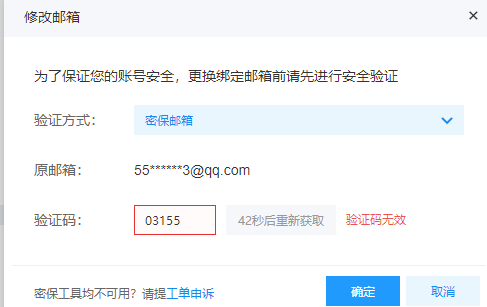 修改邮箱 ×
为了保证您的账号安全，更换绑定邮箱前请先进行安全验证
验证方式： 密保邮箱
原邮箱： 55******3@qq.com
验证码： 03155 42秒后重新获取 验证码无效
密保工具均不可用？请提工单申诉 确定 取消